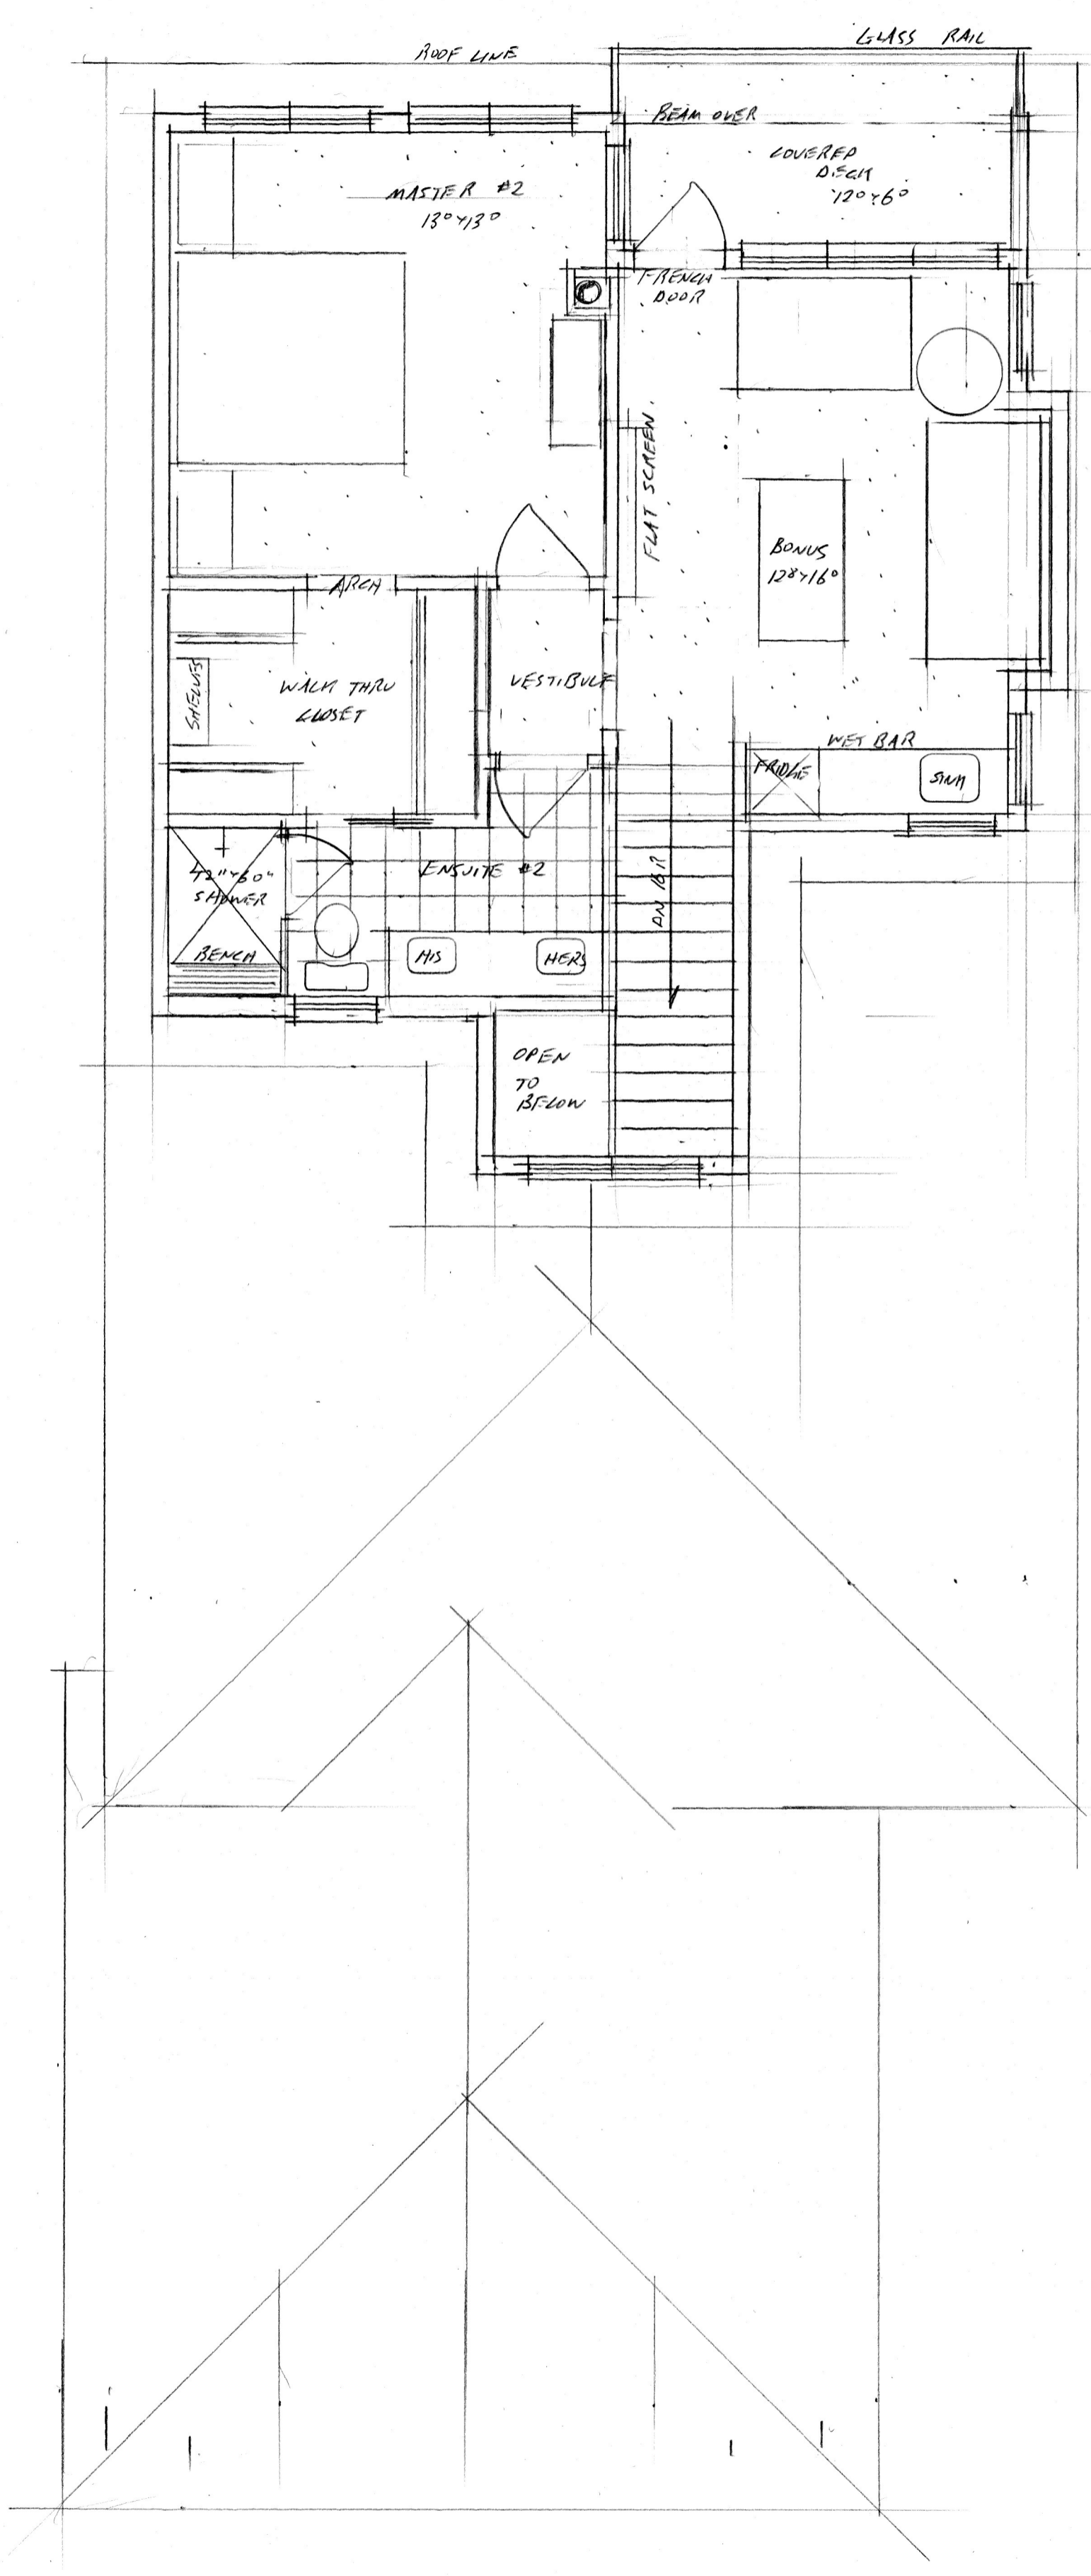 ROOF LINE
GLASS RAIL
BEAM OVER
COVERED
DECK
12⁰x6⁰
MASTER #2
13⁰x13⁰
FRENCH
DOOR
FLAT SCREEN
BONUS
12⁸x16⁰
ARCH
SHELVES
WALK THRU
CLOSET
VESTIBULE
WET BAR
FRIDGE
SINK
42"x60"
SHOWER
BENCH
ENSUITE #2
HIS
HERS
DN 16R
OPEN
TO
BELOW